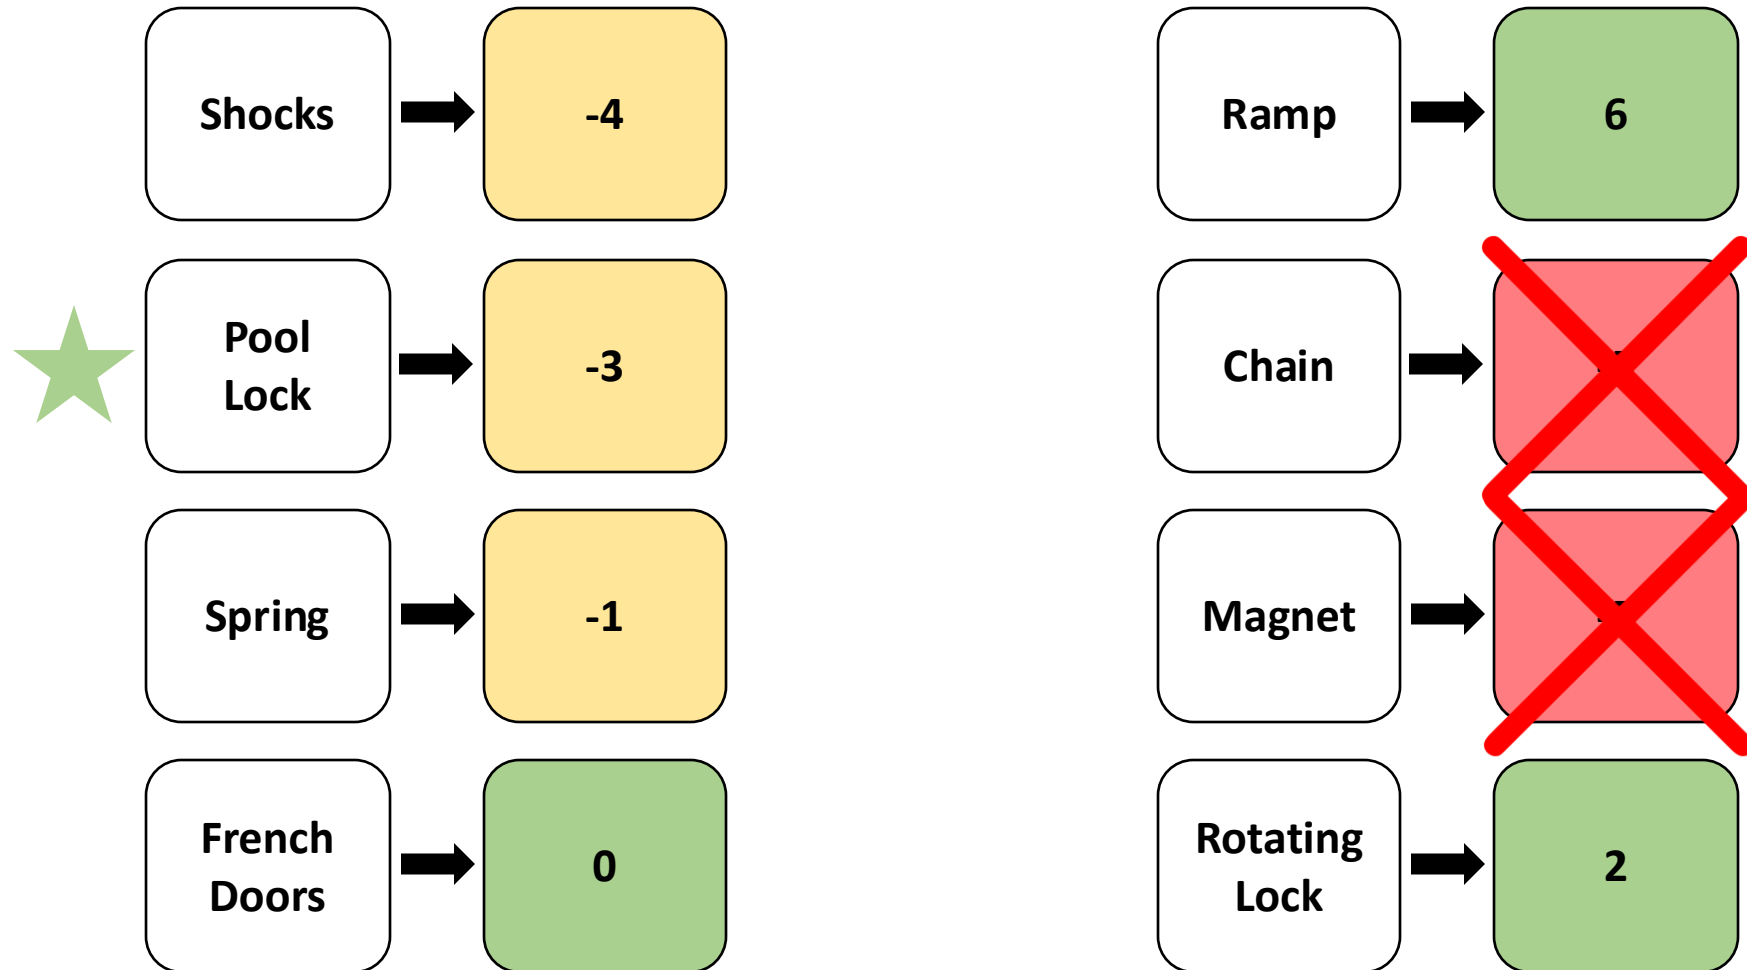 Shocks
-4
Pool
Lock
-3
Spring
-1
French
Doors
0
Ramp
6
Chain
Magnet
Rotating
Lock
2